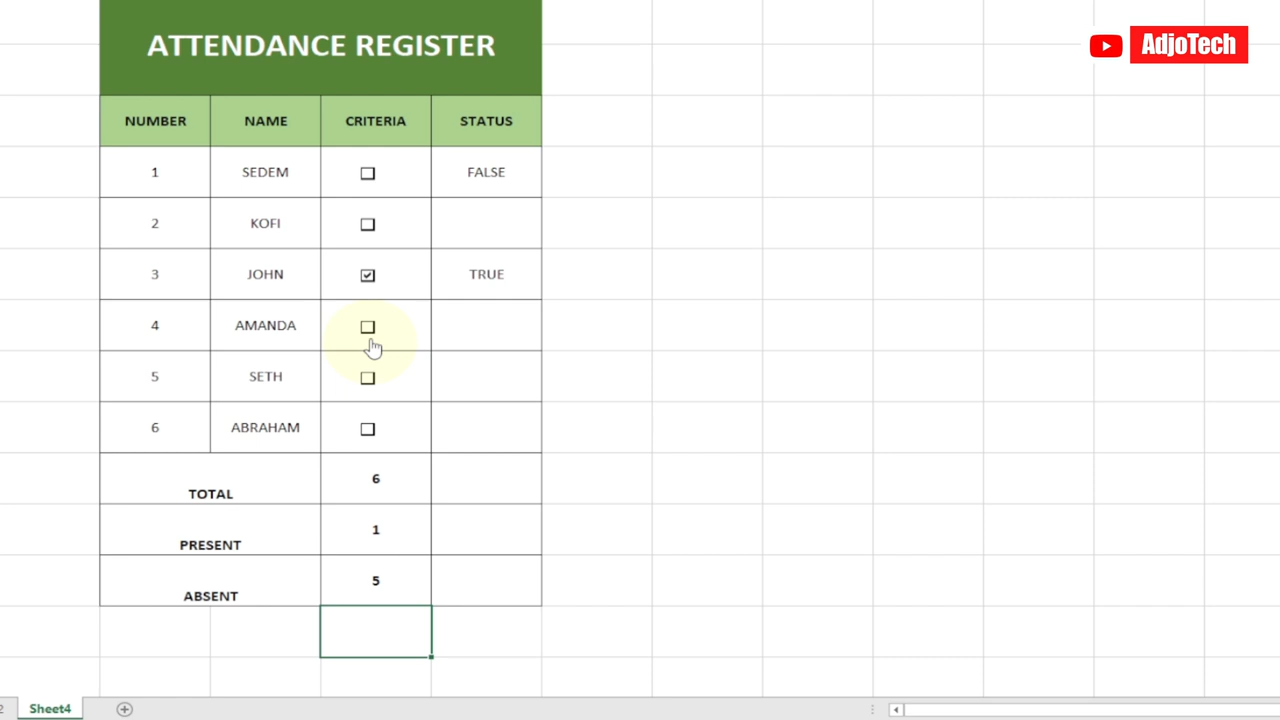 ATTENDANCE REGISTER
AdjoTech
NUMBER NAME CRITERIA STATUS
1 SEDEM FALSE
2 KOFI
3 JOHN TRUE
4 AMANDA
5 SETH
6 ABRAHAM
TOTAL 6
PRESENT 1
ABSENT 5
2 Sheet4